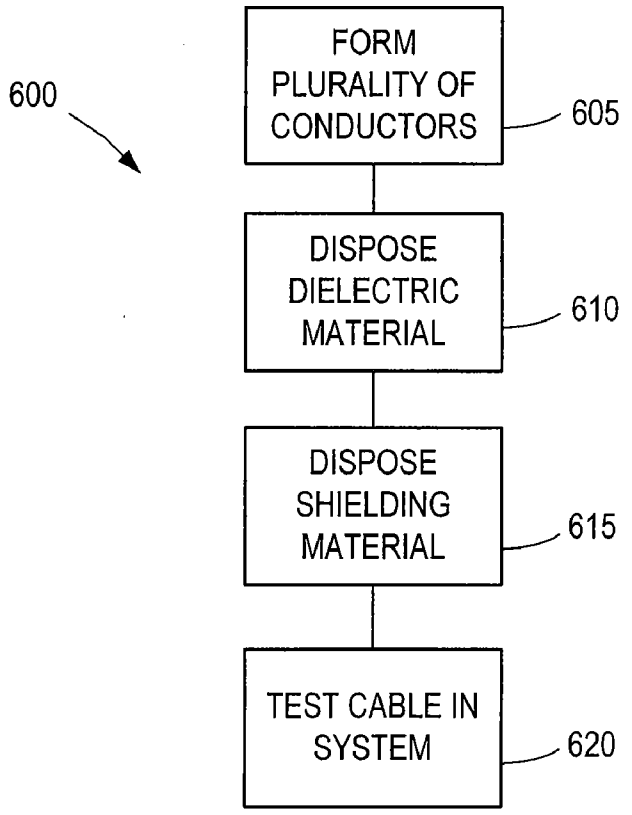 600
FORM
PLURALITY OF
CONDUCTORS
605
DISPOSE
DIELECTRIC
MATERIAL
610
DISPOSE
SHIELDING
MATERIAL
615
TEST CABLE IN
SYSTEM
620